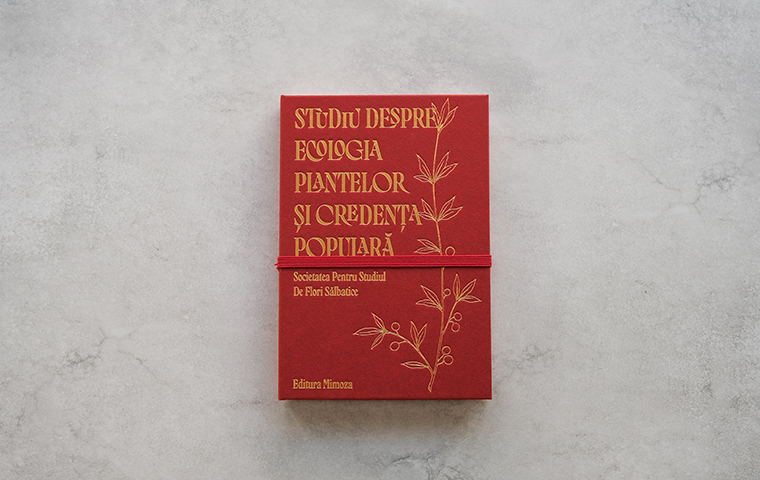 STUDIU DESPRE
ECOLOGIA
PLANTELOR
ȘI CREDENȚA
POPULARĂ
Societatea Pentru Studiul
De Flori Sălbatice
Editura Mimoza